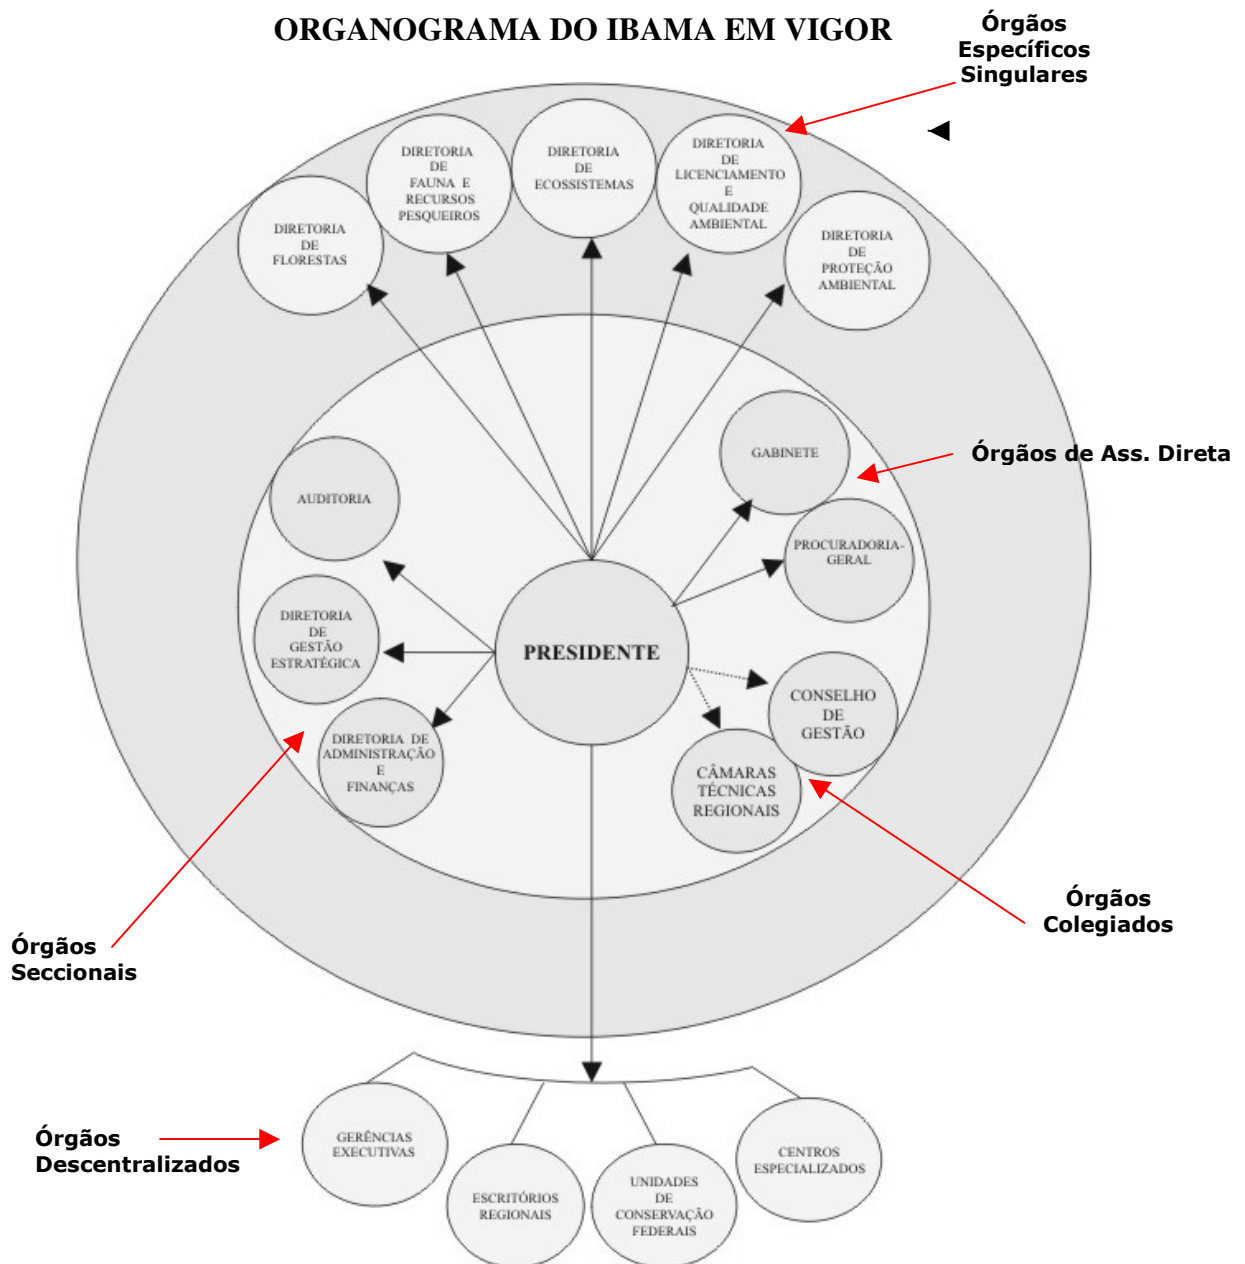 ORGANOGRAMA DO IBAMA EM VIGOR
Órgãos
Específicos
Singulares
DIRETORIA
DE
FLORESTAS
DIRETORIA
DE
FAUNA E
RECURSOS
PESQUEIROS
DIRETORIA
DE
ECOSSISTEMAS
DIRETORIA
DE
LICENCIAMENTO
E
QUALIDADE
AMBIENTAL
DIRETORIA
DE
PROTEÇÃO
AMBIENTAL
AUDITORIA
GABINETE
Órgãos de Ass. Direta
PROCURADORIA-
GERAL
DIRETORIA
DE
GESTÃO
ESTRATÉGICA
PRESIDENTE
CONSELHO
DE
GESTÃO
DIRETORIA DE
ADMINISTRAÇÃO
E
FINANÇAS
CÂMARAS
TÉCNICAS
REGIONAIS
Órgãos
Colegiados
Órgãos
Seccionais
Órgãos
Descentralizados
GERÊNCIAS
EXECUTIVAS
ESCRITÓRIOS
REGIONAIS
UNIDADES
DE
CONSERVAÇÃO
FEDERAIS
CENTROS
ESPECIALIZADOS